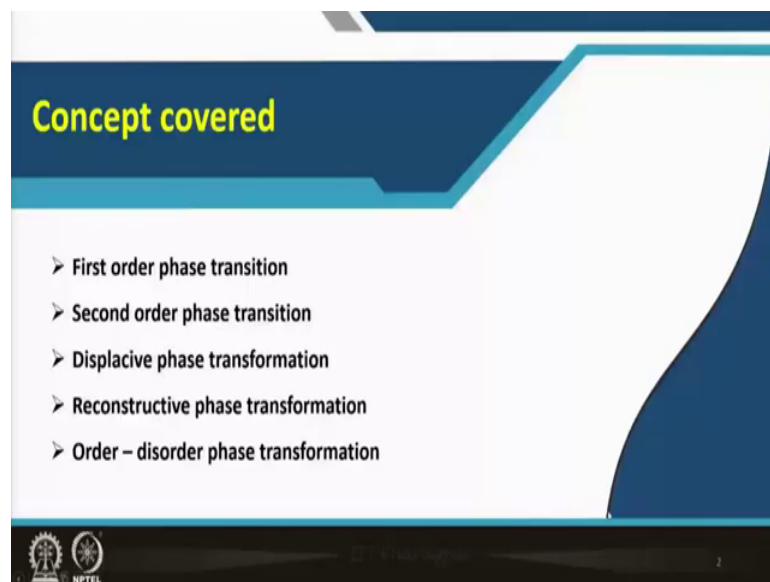 Concept covered
➢ First order phase transition
➢ Second order phase transition
➢ Displacive phase transformation
➢ Reconstructive phase transformation
➢ Order – disorder phase transformation
NPTEL
2